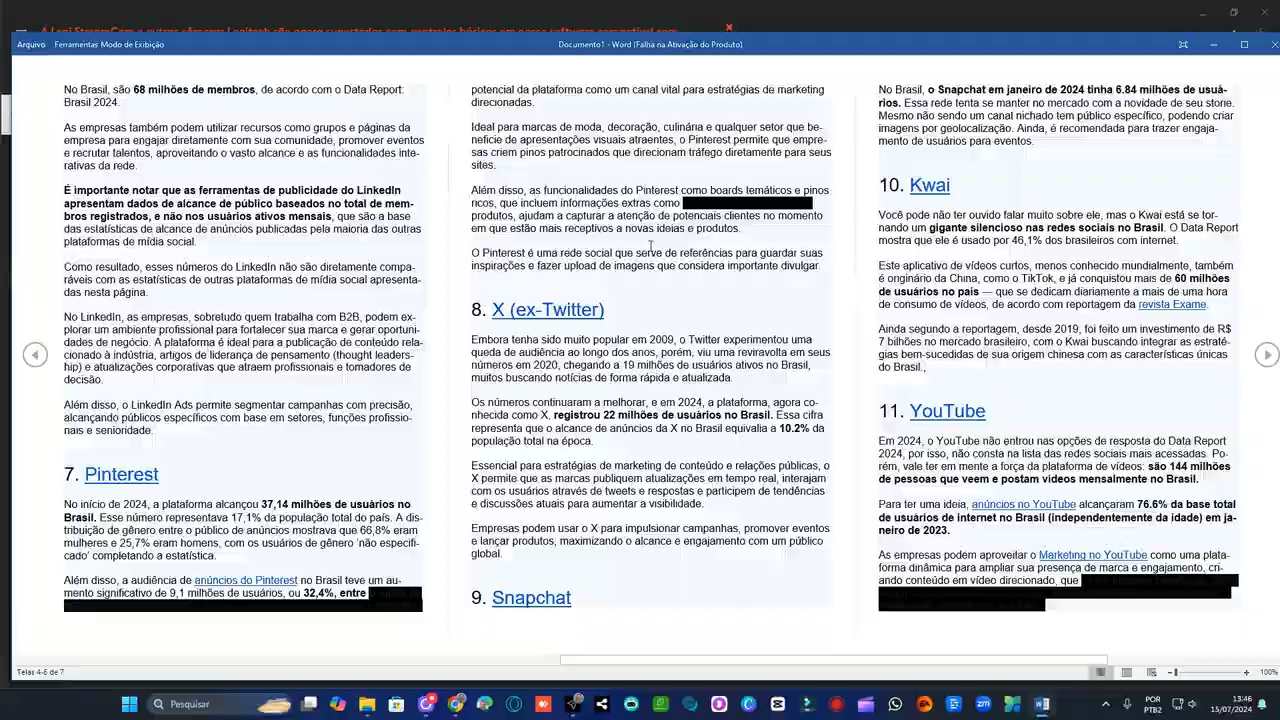 Arquivo Ferramentas Modo de Exibição
Documento1 - Word (Falha na Ativação do Produto)
No Brasil, são 68 milhões de membros, de acordo com o Data Report:
Brasil 2024.
As empresas também podem utilizar recursos como grupos e páginas da
empresa para engajar diretamente com sua comunidade, promover eventos
e recrutar talentos, aproveitando o vasto alcance e as funcionalidades inte-
rativas da rede.
É importante notar que as ferramentas de publicidade do LinkedIn
apresentam dados de alcance de público baseados no total de mem-
bros registrados, e não nos usuários ativos mensais, que são a base
das estatísticas de alcance de anúncios publicadas pela maioria das outras
plataformas de mídia social.
Como resultado, esses números do LinkedIn não são diretamente compa-
ráveis com as estatísticas de outras plataformas de mídia social apresenta-
das nesta página.
No LinkedIn, as empresas, sobretudo quem trabalha com B2B, podem ex-
plorar um ambiente profissional para fortalecer sua marca e gerar oportuni-
dades de negócio. A plataforma é ideal para a publicação de conteúdo rela-
cionado à indústria, artigos de liderança de pensamento (thought leaders-
hip) e atualizações corporativas que atraem profissionais e tomadores de
decisão.
Além disso, o LinkedIn Ads permite segmentar campanhas com precisão,
alcançando públicos específicos com base em setores, funções profissio-
nais e senioridade.
7. Pinterest
No início de 2024, a plataforma alcançou 37,14 milhões de usuários no
Brasil. Esse número representava 17,1% da população total do país. A dis-
tribuição de gênero entre o público de anúncios mostrava que 66,8% eram
mulheres e 25,7% eram homens, com os usuários de gênero ‘não especifi-
cado’ completando a estatística.
Além disso, a audiência de anúncios do Pinterest no Brasil teve um au-
mento significativo de 9,1 milhões de usuários, ou 32,4%, entre
potencial da plataforma como um canal vital para estratégias de marketing
direcionadas.
Ideal para marcas de moda, decoração, culinária e qualquer setor que be-
neficie de apresentações visuais atraentes, o Pinterest permite que empre-
sas criem pinos patrocinados que direcionam tráfego diretamente para seus
sites.
Além disso, as funcionalidades do Pinterest como boards temáticos e pinos
ricos, que incluem informações extras como
produtos, ajudam a capturar a atenção de potenciais clientes no momento
em que estão mais receptivos a novas ideias e produtos.
O Pinterest é uma rede social que serve de referências para guardar suas
inspirações e fazer upload de imagens que considera importante divulgar.
8. X (ex-Twitter)
Embora tenha sido muito popular em 2009, o Twitter experimentou uma
queda de audiência ao longo dos anos, porém, viu uma reviravolta em seus
números em 2020, chegando a 19 milhões de usuários ativos no Brasil,
muitos buscando notícias de forma rápida e atualizada.
Os números continuaram a melhorar, e em 2024, a plataforma, agora co-
nhecida como X, registrou 22 milhões de usuários no Brasil. Essa cifra
representa que o alcance de anúncios da X no Brasil equivalia a 10.2% da
população total na época.
Essencial para estratégias de marketing de conteúdo e relações públicas, o
X permite que as marcas publiquem atualizações em tempo real, interajam
com os usuários através de tweets e respostas e participem de tendências
e discussões atuais para aumentar a visibilidade.
Empresas podem usar o X para impulsionar campanhas, promover eventos
e lançar produtos, maximizando o alcance e engajamento com um público
global.
9. Snapchat
No Brasil, o Snapchat em janeiro de 2024 tinha 6.84 milhões de usuá-
rios. Essa rede tenta se manter no mercado com a novidade de seu storie.
Mesmo não sendo um canal nichado tem público específico, podendo criar
imagens por geolocalização. Ainda, é recomendada para trazer engaja-
mento de usuários para eventos.
10. Kwai
Você pode não ter ouvido falar muito sobre ele, mas o Kwai está se tor-
nando um gigante silencioso nas redes sociais no Brasil. O Data Report
mostra que ele é usado por 46,1% dos brasileiros com internet.
Este aplicativo de vídeos curtos, menos conhecido mundialmente, também
é originário da China, como o TikTok, e já conquistou mais de 60 milhões
de usuários no país — que se dedicam diariamente a mais de uma hora
de consumo de vídeos, de acordo com reportagem da revista Exame.
Ainda segundo a reportagem, desde 2019, foi feito um investimento de R$
7 bilhões no mercado brasileiro, com o Kwai buscando integrar as estraté-
gias bem-sucedidas de sua origem chinesa com as características únicas
do Brasil.,
11. YouTube
Em 2024, o YouTube não entrou nas opções de resposta do Data Report
2024, por isso, não consta na lista das redes sociais mais acessadas. Po-
rém, vale ter em mente a força da plataforma de vídeos: são 144 milhões
de pessoas que veem e postam vídeos mensalmente no Brasil.
Para ter uma ideia, anúncios no YouTube alcançaram 76.6% da base total
de usuários de internet no Brasil (independentemente da idade) em ja-
neiro de 2023.
As empresas podem aproveitar o Marketing no YouTube como uma plata-
forma dinâmica para ampliar sua presença de marca e engajamento, cri-
ando conteúdo em vídeo direcionado, que
Telas 4-6 de 7
100%
Pesquisar
POR
PTB2
13:46
15/07/2024